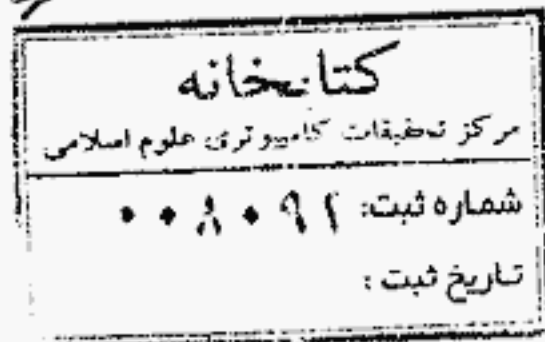 کتابخانه
مرکز تحقیقات کامپیوتری علوم اسلامی
شماره ثبت: ۰۰۸۰۹۲
تاریخ ثبت: